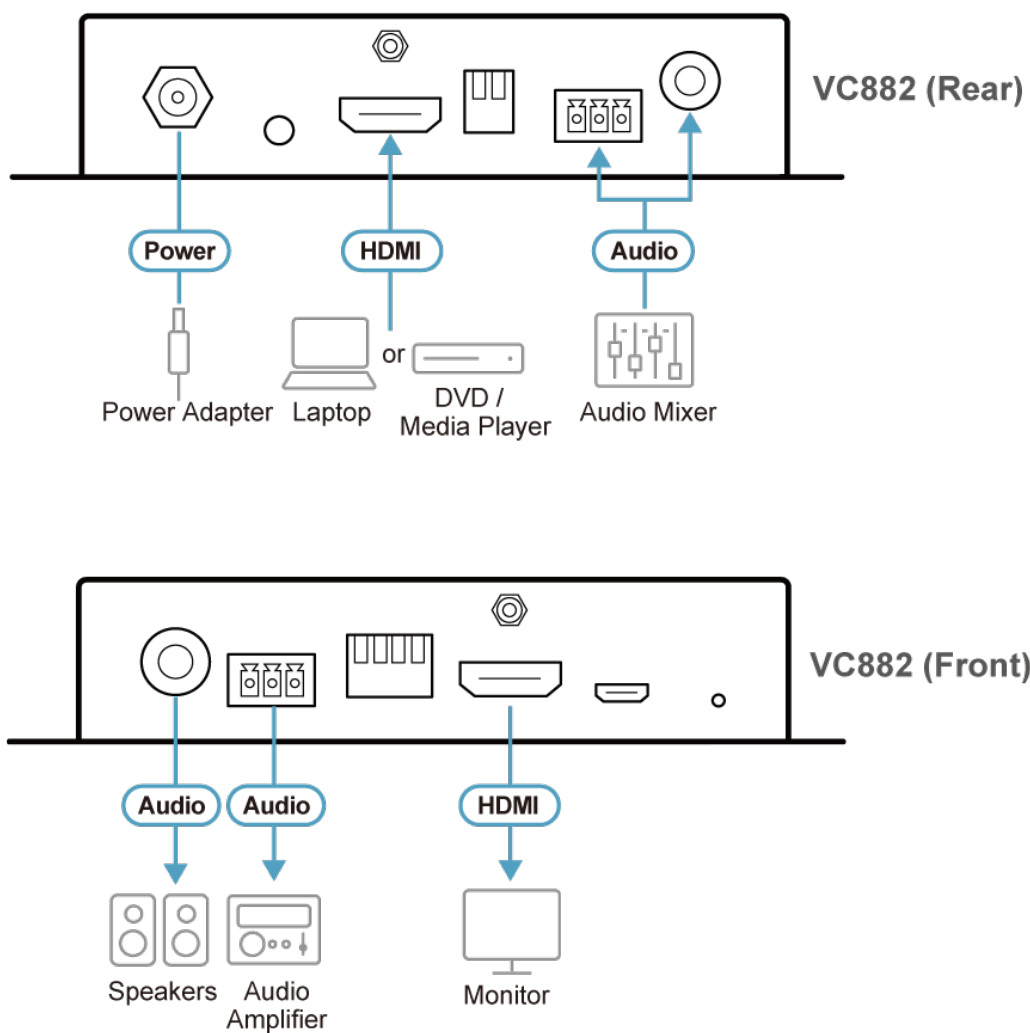 VC882 (Rear)
Power
HDMI
Audio
or
Power Adapter
Laptop
DVD /
Media Player
Audio Mixer
VC882 (Front)
Audio
Audio
HDMI
Speakers
Audio
Amplifier
Monitor